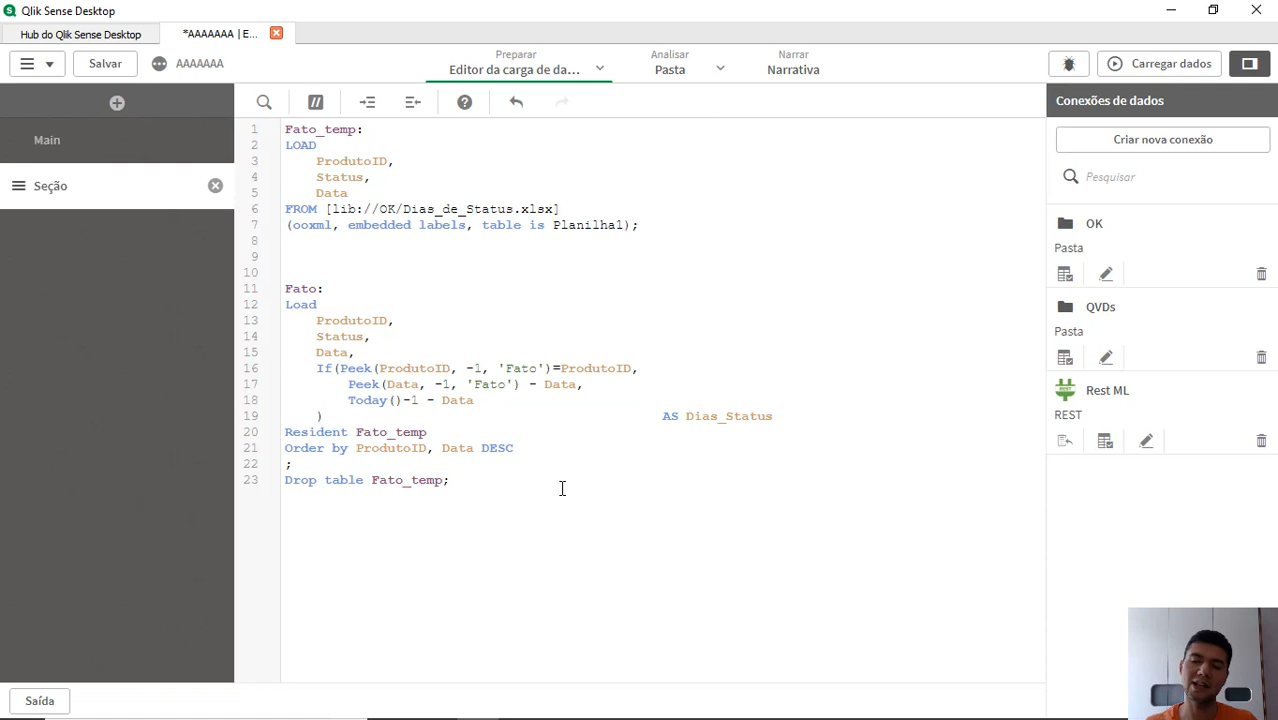 Qlik Sense Desktop
Hub do Qlik Sense Desktop
*AAAAAAA | E...
Salvar
AAAAAAA
Preparar
Editor da carga de da...
Analisar
Pasta
Narrar
Narrativa
Carregar dados
Main
Seção
1 Fato_temp:
2 LOAD
3 ProdutoID,
4 Status,
5 Data
6 FROM [lib://OK/Dias_de_Status.xlsx]
7 (ooxml, embedded labels, table is Planilha1);
8
9
10
11 Fato:
12 Load
13 ProdutoID,
14 Status,
15 Data,
16 If(Peek(ProdutoID, -1, 'Fato')=ProdutoID,
17 Peek(Data, -1, 'Fato') - Data,
18 Today()-1 - Data
19 ) AS Dias_Status
20 Resident Fato_temp
21 Order by ProdutoID, Data DESC
22 ;
23 Drop table Fato_temp;
Conexões de dados
Criar nova conexão
Pesquisar
OK
Pasta
QVDs
Pasta
REST
Rest ML
REST
Saída